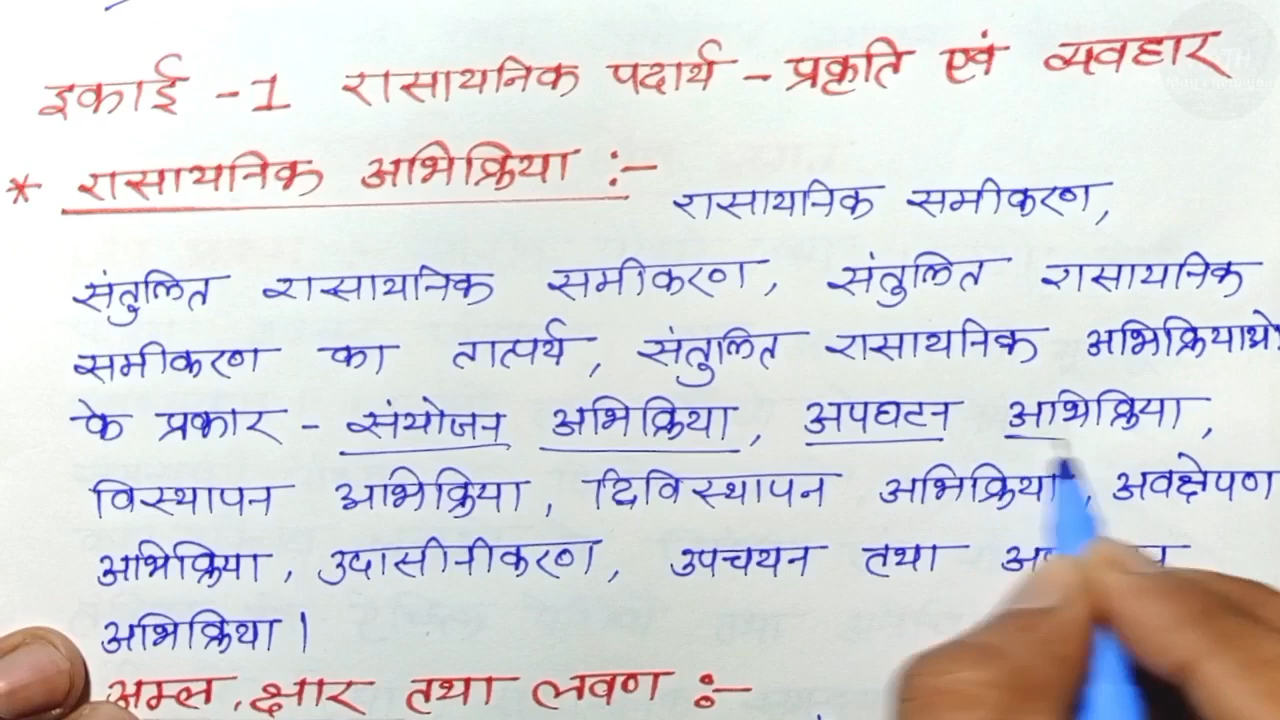 इकाई -1 रासायनिक पदार्थ - प्रकृति एवं व्यवहार
* रासायनिक अभिक्रिया :-
रासायनिक समीकरण,
संतुलित रासायनिक समीकरण, संतुलित रासायनिक
समीकरण का तात्पर्य, संतुलित रासायनिक अभिक्रियाओं
के प्रकार - संयोजन अभिक्रिया, अपघटन अभिक्रिया,
विस्थापन अभिक्रिया, द्विविस्थापन अभिक्रिया, अवक्षेपण
अभिक्रिया, उदासीनीकरण, उपचयन तथा
अभिक्रिया।
अम्ल, क्षार तथा लवण :-